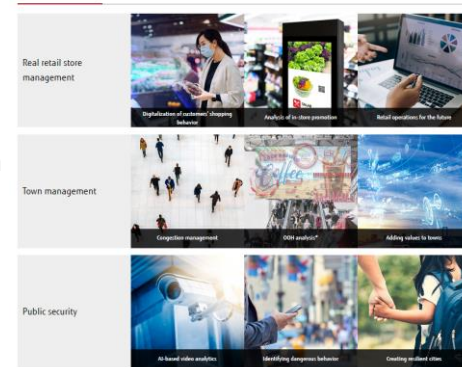 Real retail store
management
Digitalization of customers' shopping
behavior
Analysis of in-store promotion
Retail operations for the future
Town management
Congestion management
OOH analysis*
Adding values to towns
Public security
AI-based video analytics
Identifying dangerous behavior
Creating resilient cities